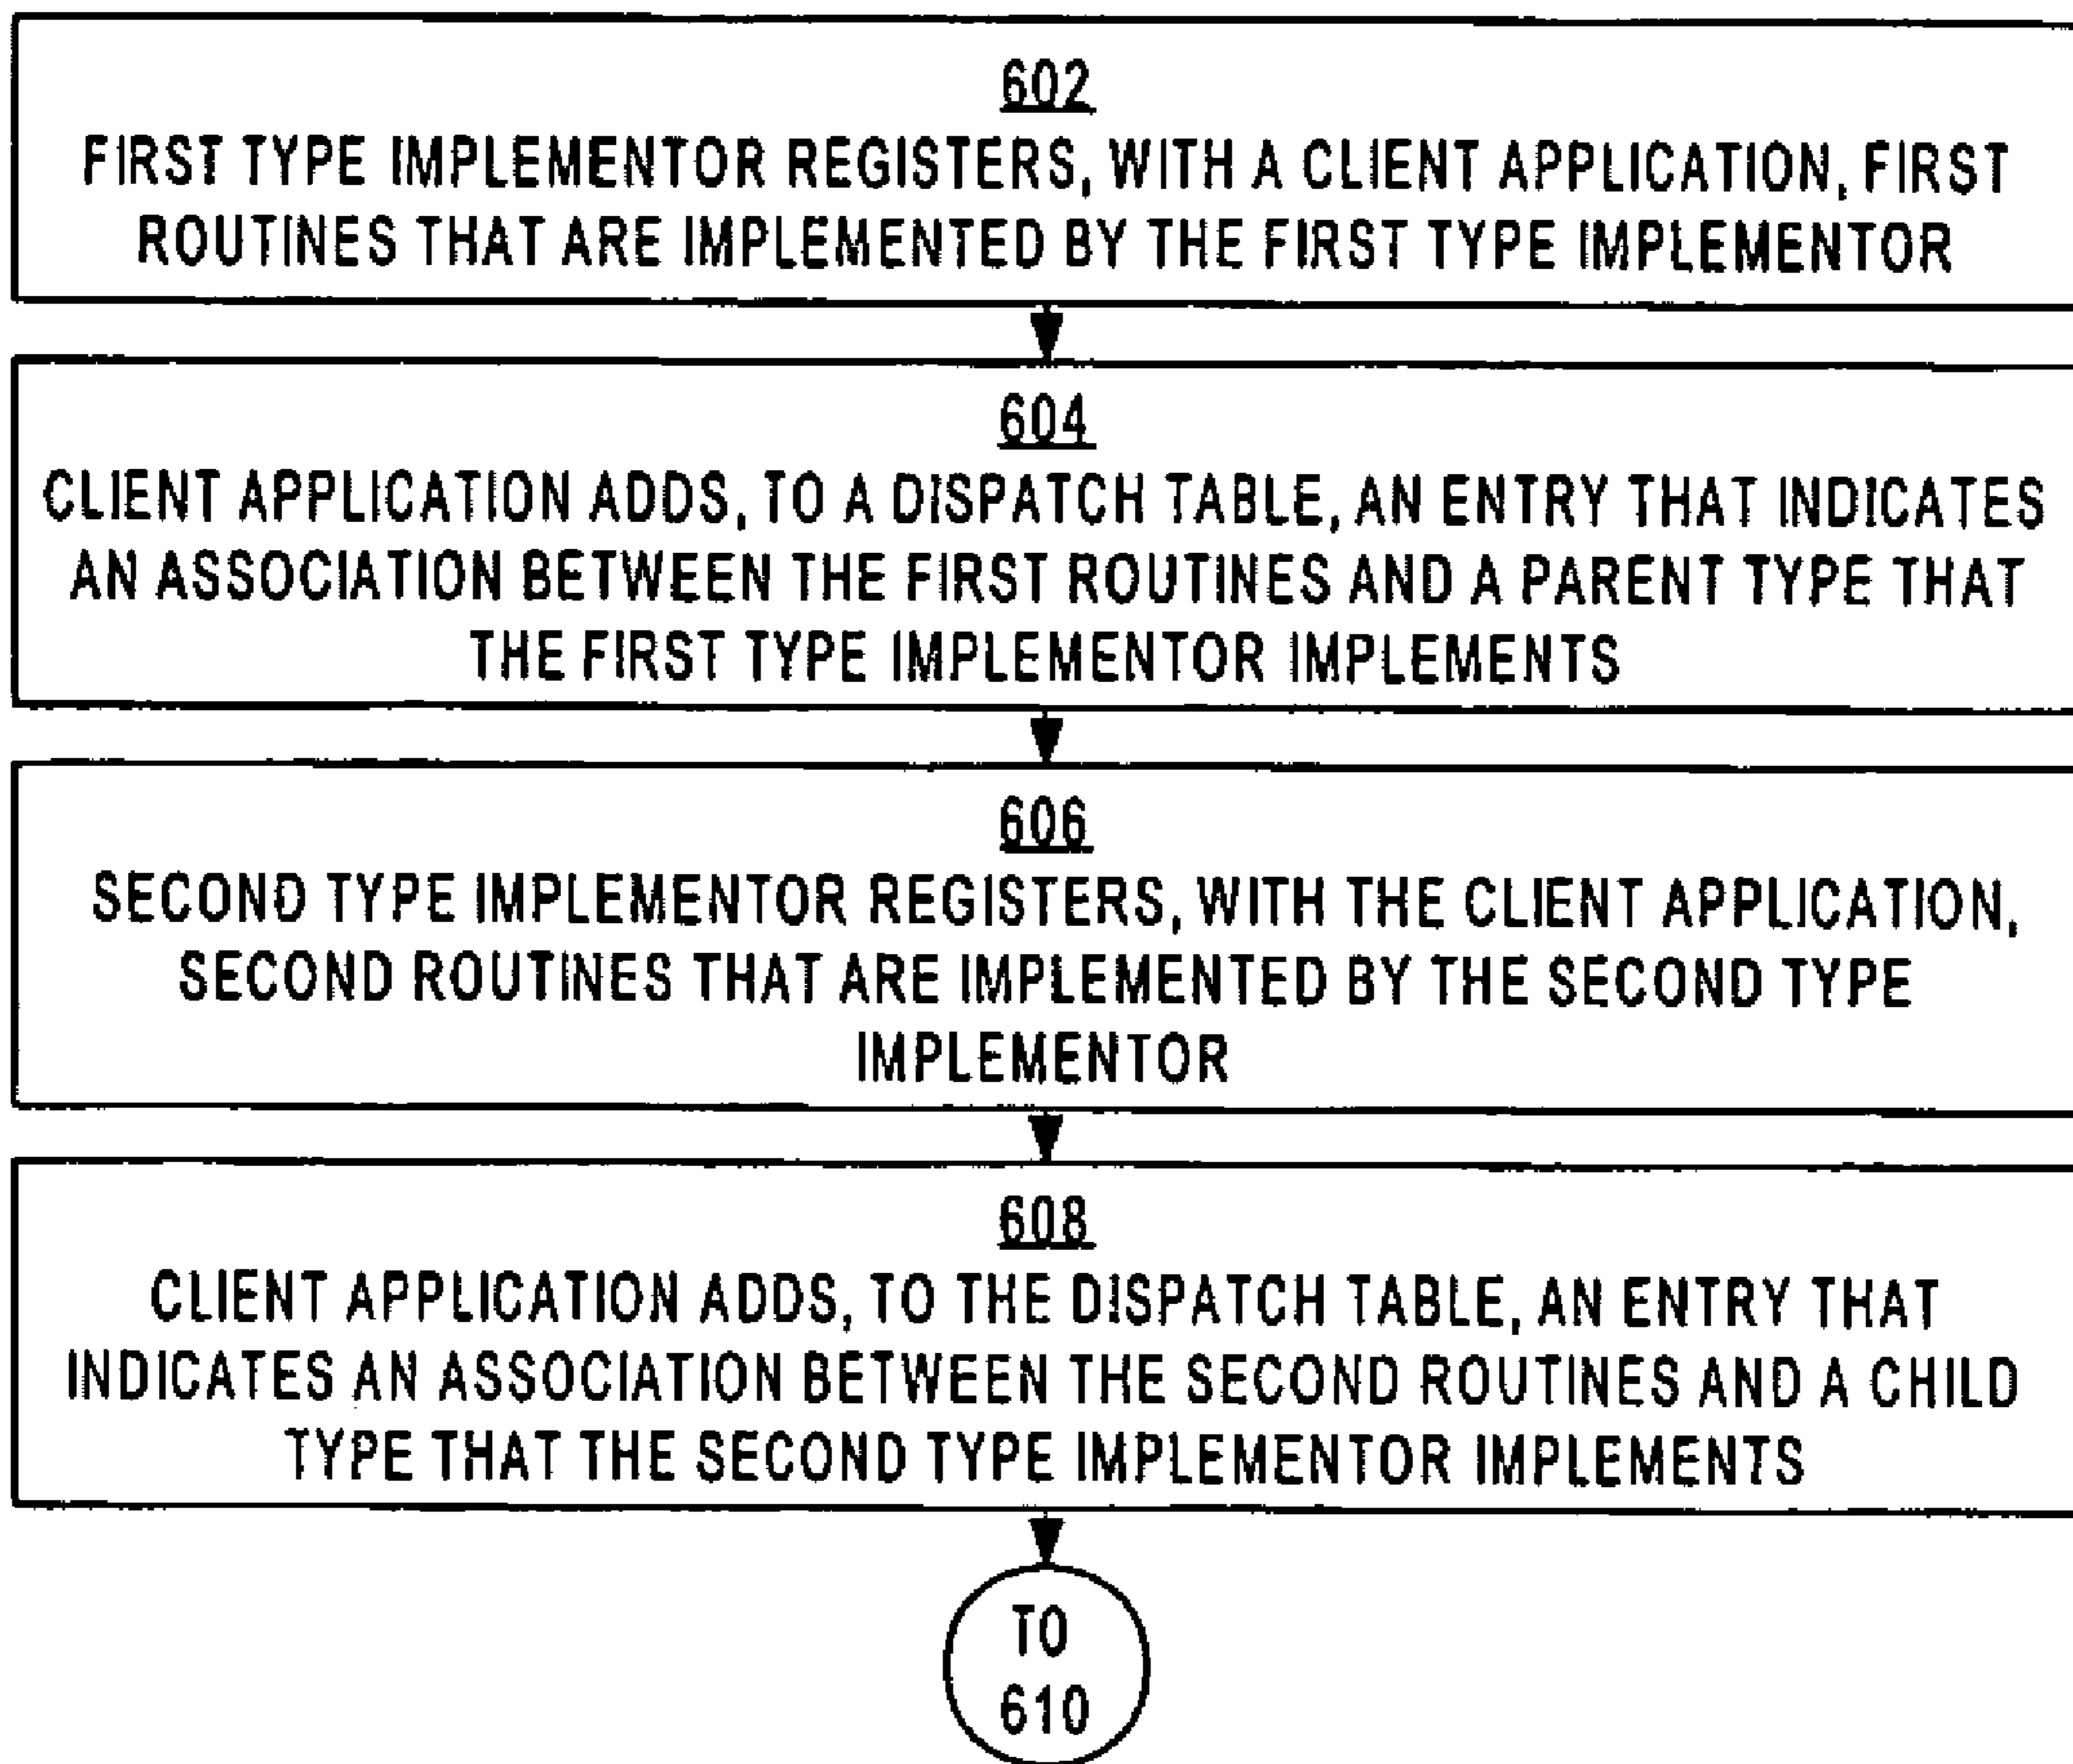 602
FIRST TYPE IMPLEMENTOR REGISTERS, WITH A CLIENT APPLICATION, FIRST
ROUTINES THAT ARE IMPLEMENTED BY THE FIRST TYPE IMPLEMENTOR
604
CLIENT APPLICATION ADDS, TO A DISPATCH TABLE, AN ENTRY THAT INDICATES
AN ASSOCIATION BETWEEN THE FIRST ROUTINES AND A PARENT TYPE THAT
THE FIRST TYPE IMPLEMENTOR IMPLEMENTS
606
SECOND TYPE IMPLEMENTOR REGISTERS, WITH THE CLIENT APPLICATION,
SECOND ROUTINES THAT ARE IMPLEMENTED BY THE SECOND TYPE
IMPLEMENTOR
608
CLIENT APPLICATION ADDS, TO THE DISPATCH TABLE, AN ENTRY THAT
INDICATES AN ASSOCIATION BETWEEN THE SECOND ROUTINES AND A CHILD
TYPE THAT THE SECOND TYPE IMPLEMENTOR IMPLEMENTS
TO
610